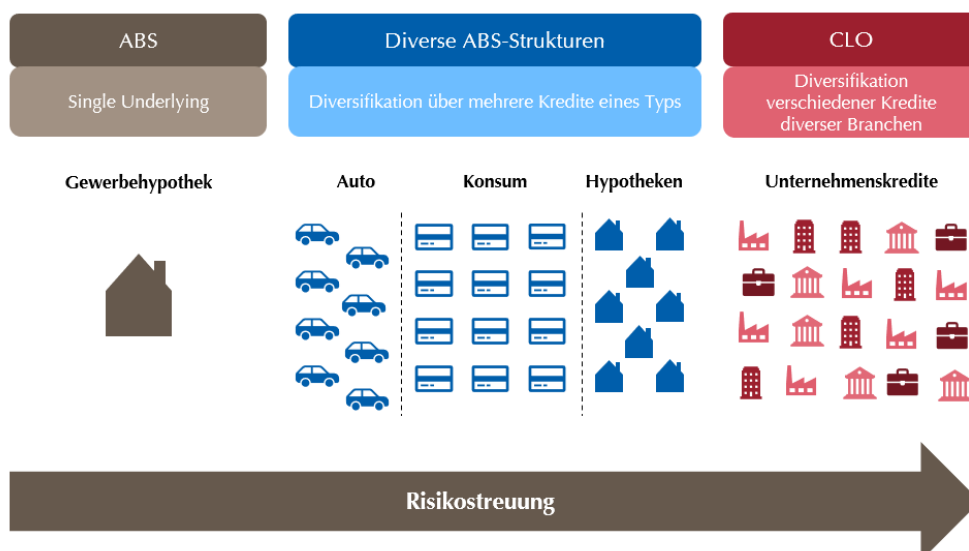 ABS
Single Underlying
Diverse ABS-Strukturen
Diversifikation über mehrere Kredite eines Typs
CLO
Diversifikation
verschiedener Kredite
diverser Branchen
Gewerbehypothek
Auto
Konsum
Hypotheken
Unternehmenskredite
Risikostreuung